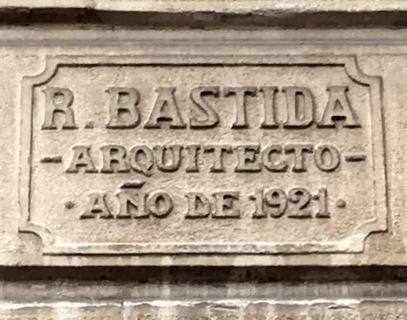 R. BASTIDA
-ARQUITECTO-
·AÑO DE 1921·